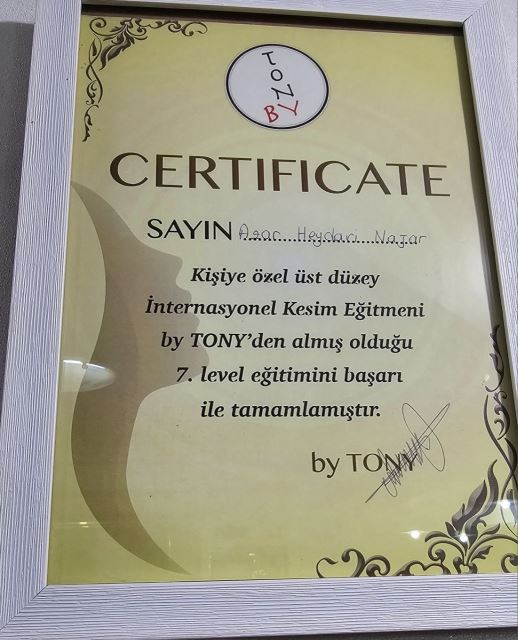 TONY
BY
CERTIFICATE
SAYIN Agar Heydari Najar
Kişiye özel üst düzey
İnternasyonel Kesim Eğitmeni
by TONY'den almış olduğu
7. level eğitimini başarı
ile tamamlamıştır.
by TONY